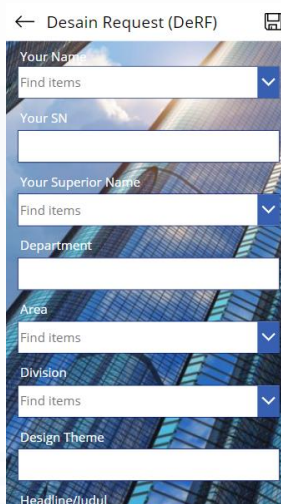 Desain Request (DeRF)
Your Name
Find items
Your SN
Your Superior Name
Find items
Department
Area
Find items
Division
Find items
Design Theme
Headline/Judul